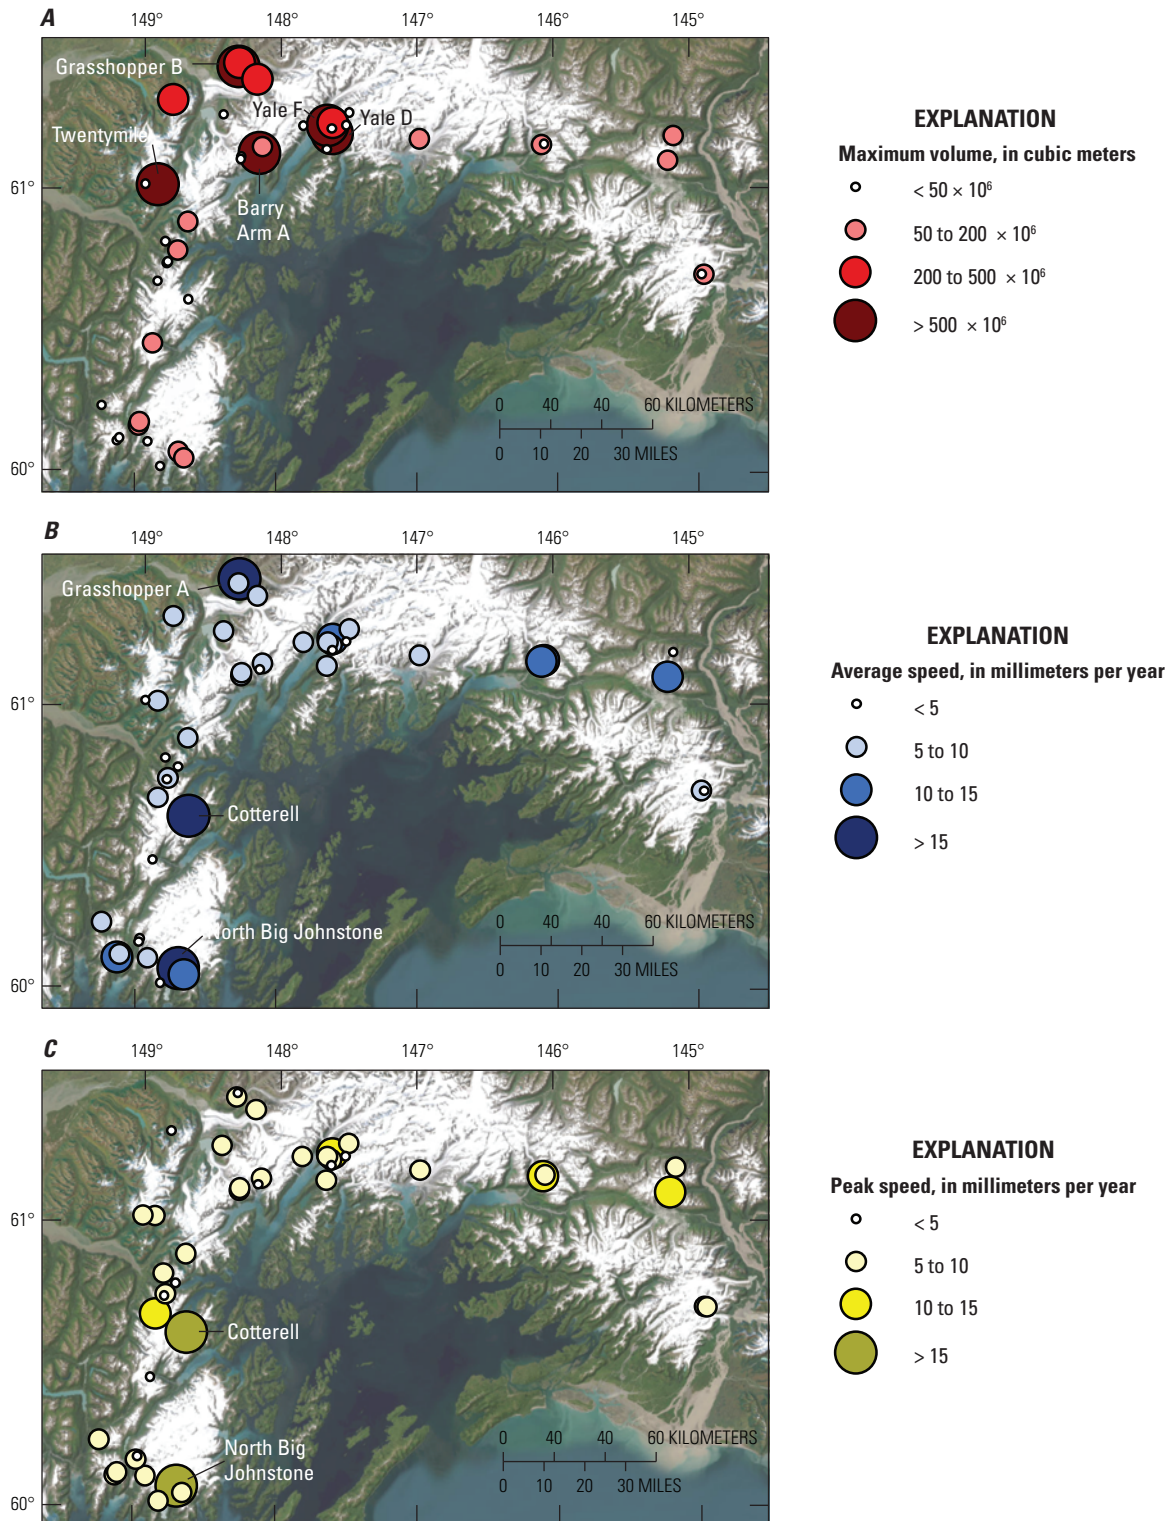 A
149°
148°
147°
146°
145°
Grasshopper B
Yale F
Yale D
Twentymile
61°
Barry
Arm A
60°
0 40 40 60 KILOMETERS
0 10 20 30 MILES
EXPLANATION
Maximum volume, in cubic meters
< 50 × 10⁶
50 to 200 × 10⁶
200 to 500 × 10⁶
> 500 × 10⁶
B
149°
148°
147°
146°
145°
Grasshopper A
61°
Cotterell
North Big Johnstone
60°
0 40 40 60 KILOMETERS
0 10 20 30 MILES
EXPLANATION
Average speed, in millimeters per year
< 5
5 to 10
10 to 15
> 15
C
149°
148°
147°
146°
145°
61°
Cotterell
North Big
Johnstone
60°
0 40 40 60 KILOMETERS
0 10 20 30 MILES
EXPLANATION
Peak speed, in millimeters per year
< 5
5 to 10
10 to 15
> 15